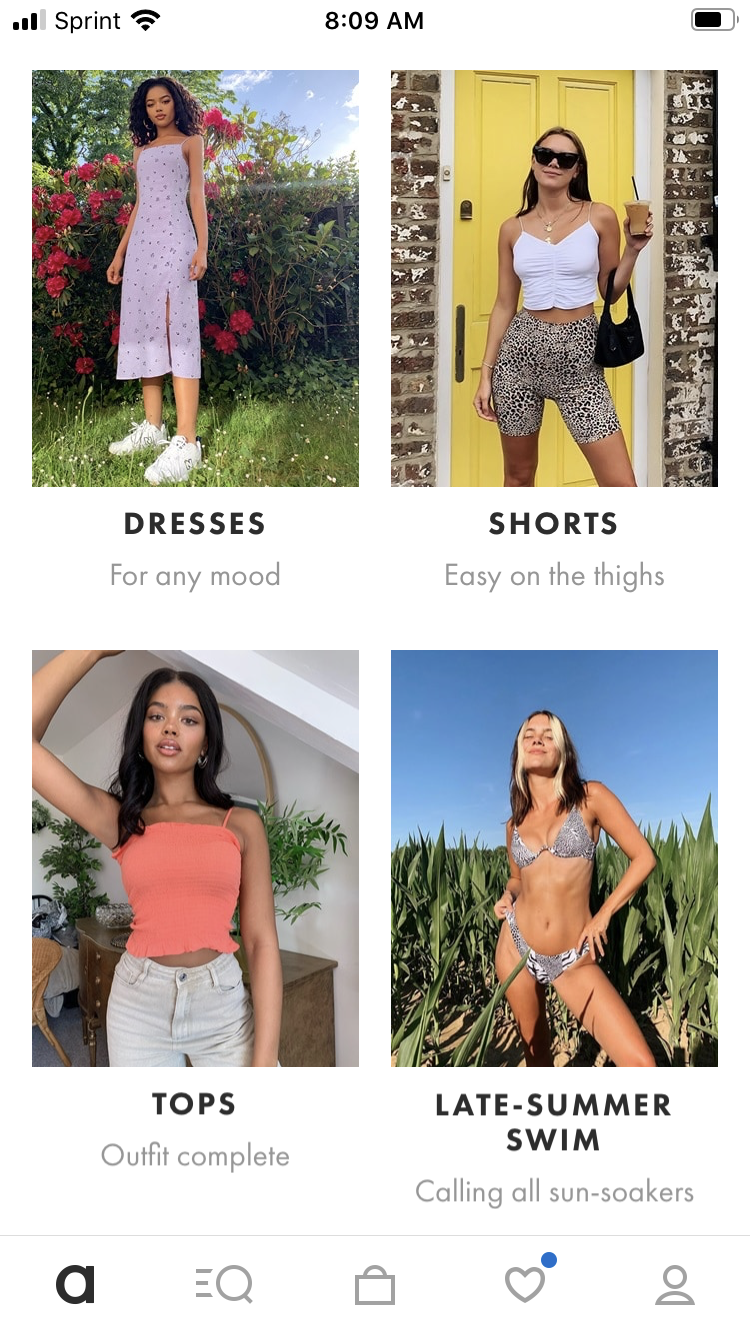 Sprint 8:09 AM
DRESSES
For any mood
SHORTS
Easy on the thighs
TOPS
Outfit complete
LATE-SUMMER
SWIM
Calling all sun-soakers
a